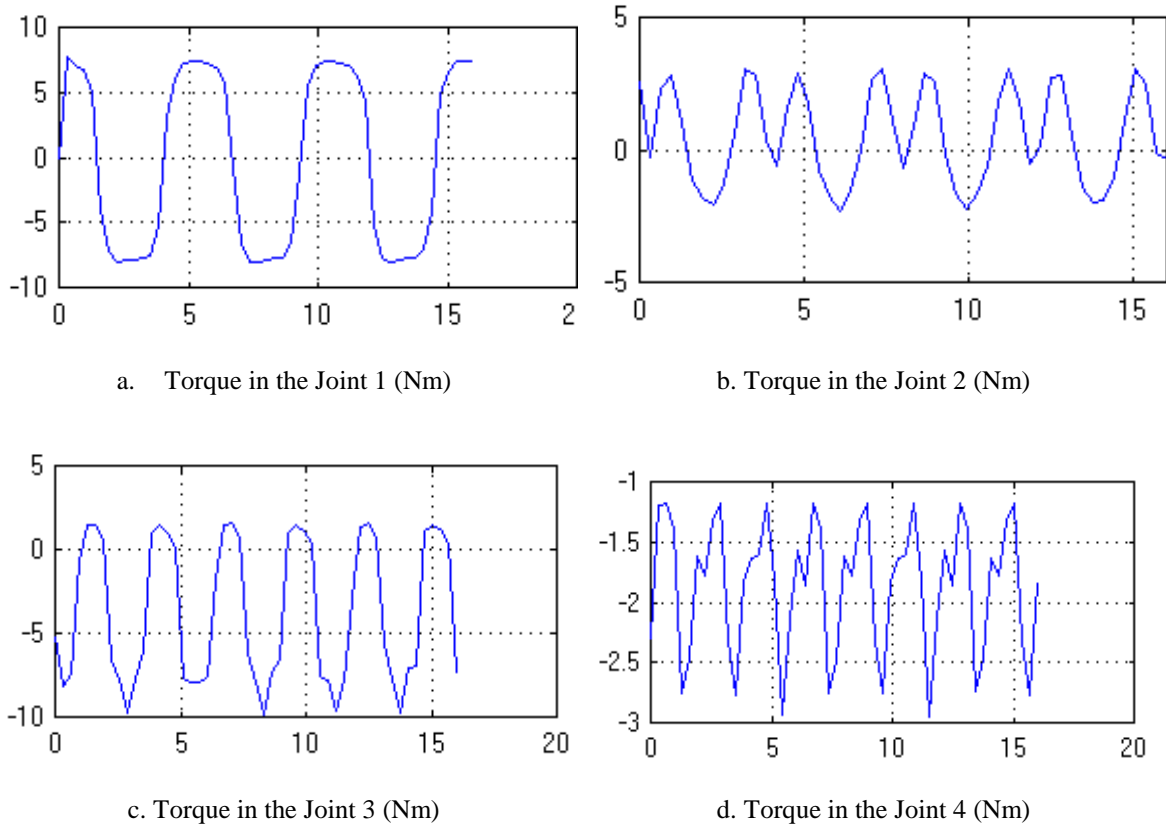 10
5
0
-5
-10
0 5 10 15 2
a. Torque in the Joint 1 (Nm)
5
0
-5
0 5 10 15
b. Torque in the Joint 2 (Nm)
5
0
-5
-10
0 5 10 15 20
c. Torque in the Joint 3 (Nm)
-1
-1.5
-2
-2.5
-3
0 5 10 15 20
d. Torque in the Joint 4 (Nm)